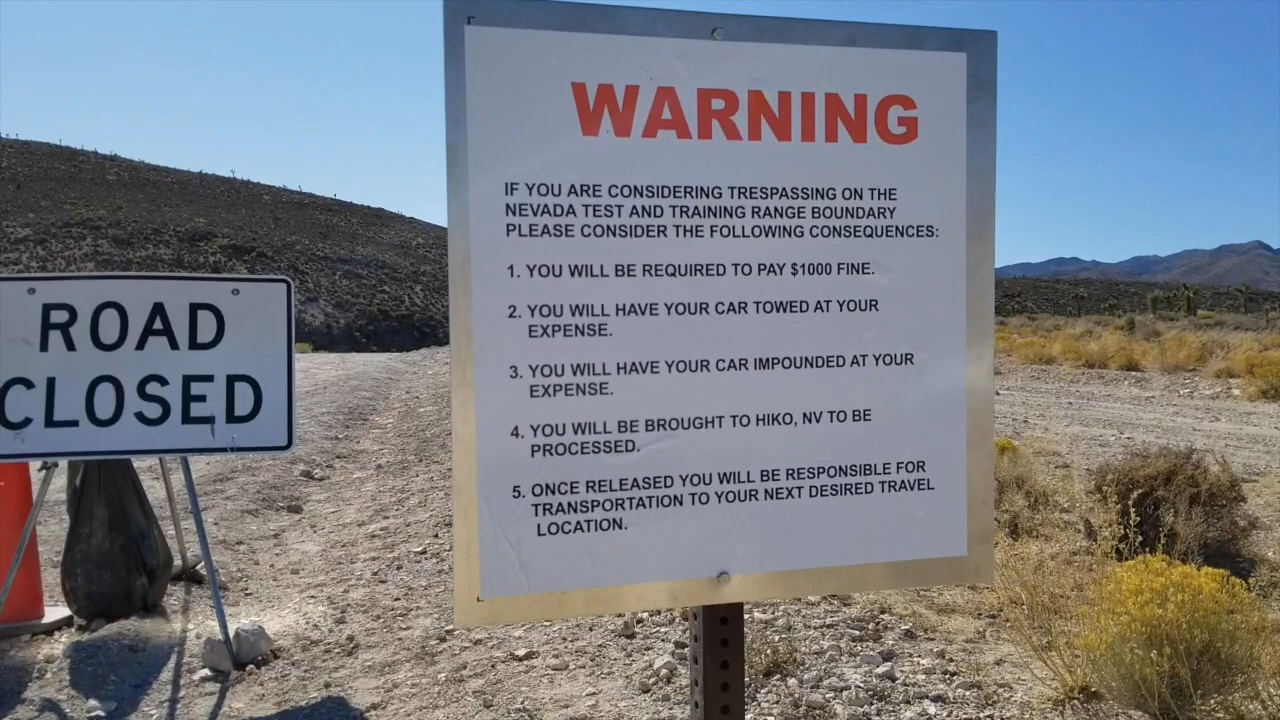 ROAD
CLOSED
WARNING
IF YOU ARE CONSIDERING TRESPASSING ON THE
NEVADA TEST AND TRAINING RANGE BOUNDARY
PLEASE CONSIDER THE FOLLOWING CONSEQUENCES:
1. YOU WILL BE REQUIRED TO PAY $1000 FINE.
2. YOU WILL HAVE YOUR CAR TOWED AT YOUR
EXPENSE.
3. YOU WILL HAVE YOUR CAR IMPOUNDED AT YOUR
EXPENSE.
4. YOU WILL BE BROUGHT TO HIKO, NV TO BE
PROCESSED.
5. ONCE RELEASED YOU WILL BE RESPONSIBLE FOR
TRANSPORTATION TO YOUR NEXT DESIRED TRAVEL
LOCATION.